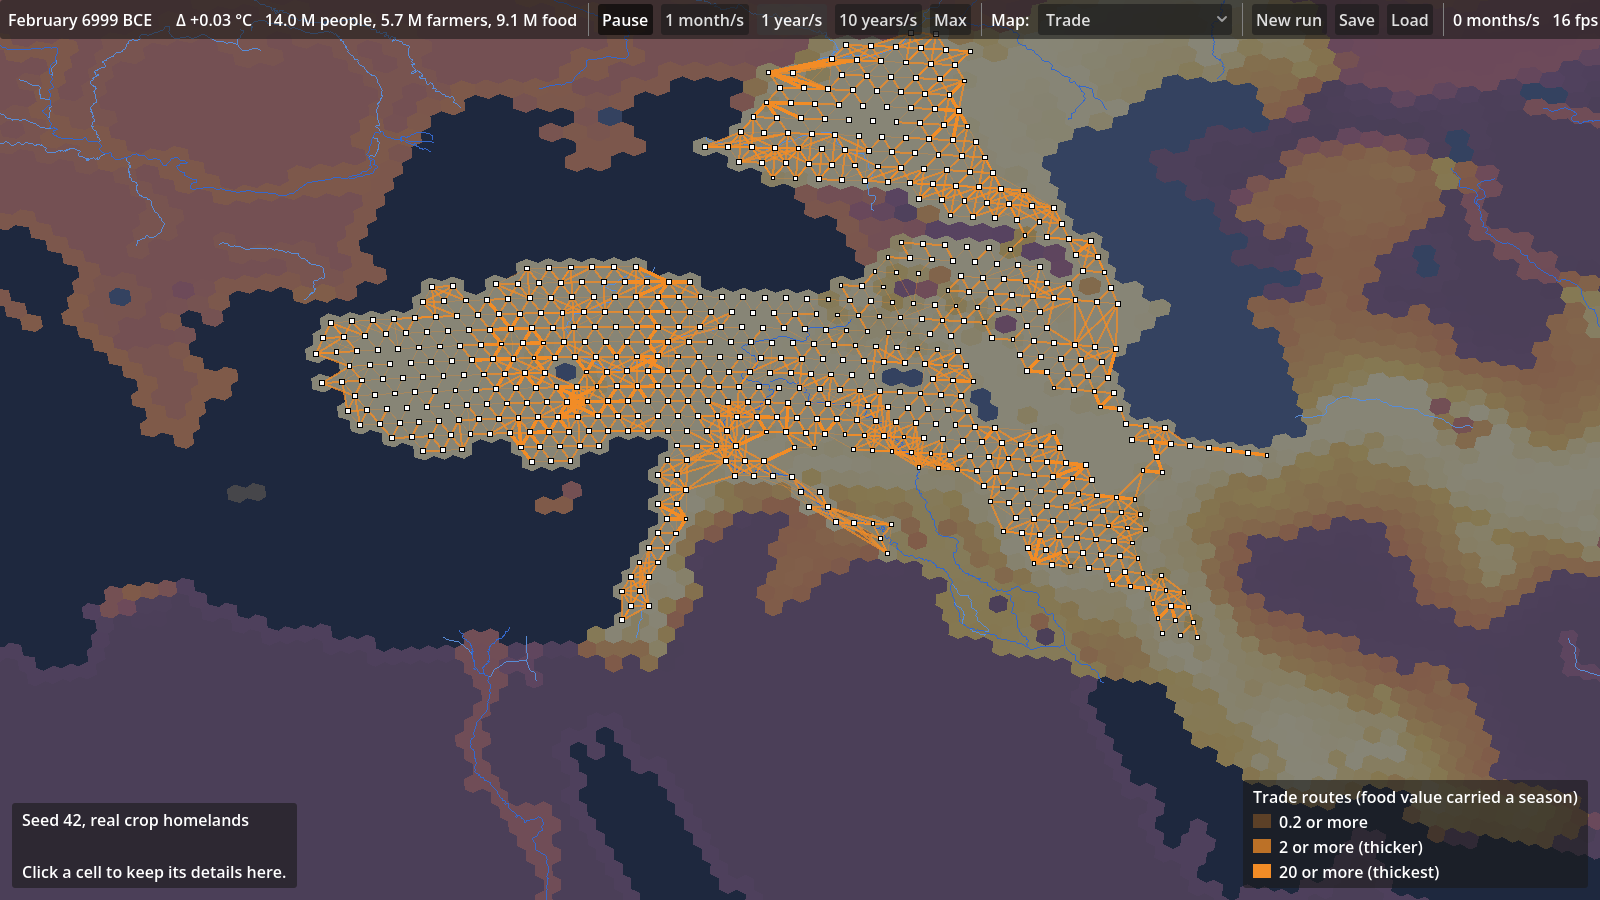 February 6999 BCE Δ +0.03 °C 14.0 M people, 5.7 M farmers, 9.1 M food Pause 1 month/s 1 year/s 10 years/s Max Map: Trade New run Save Load 0 months/s 16 fps
Seed 42, real crop homelands
Click a cell to keep its details here.
Trade routes (food value carried a season)
0.2 or more
2 or more (thicker)
20 or more (thickest)